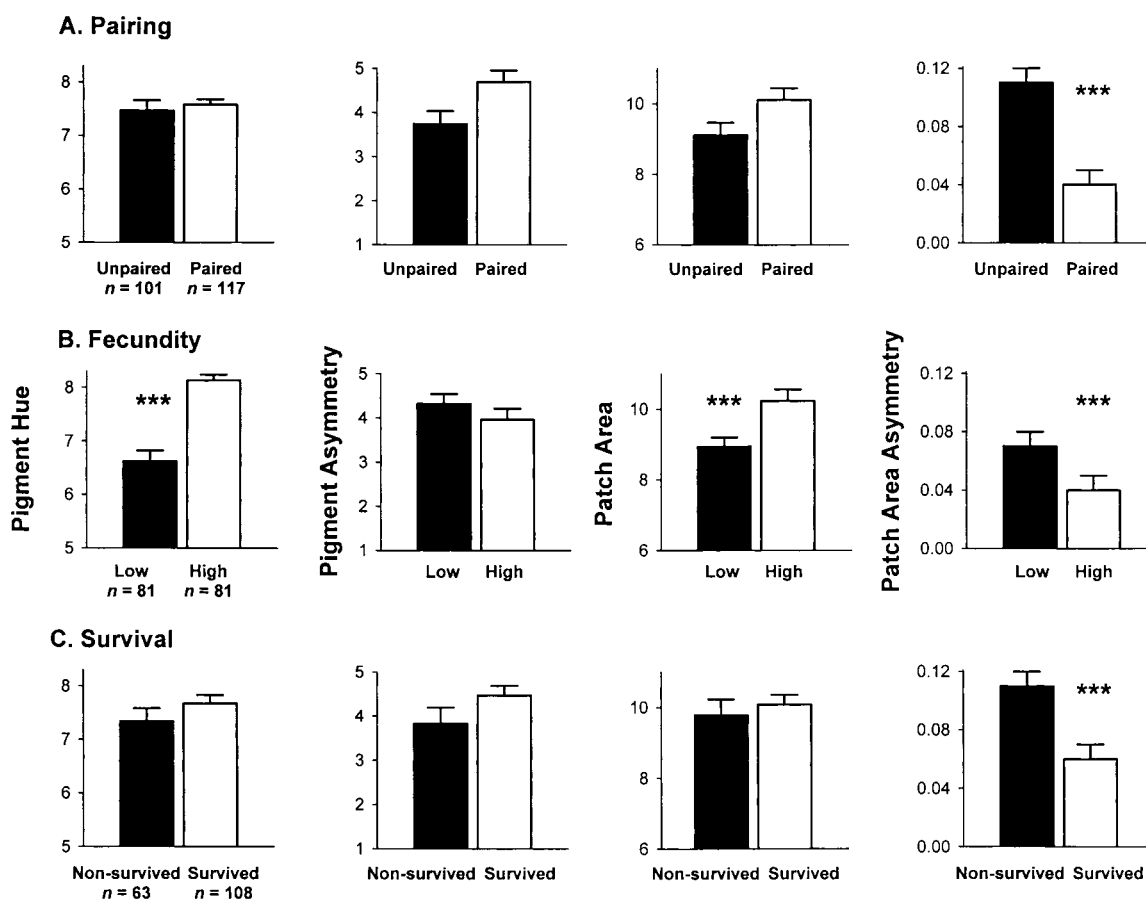 A. Pairing
8
7
6
5
Unpaired Paired
n = 101 n = 117
5
4
3
2
1
Unpaired Paired
10
8
6
Unpaired Paired
0.12
0.08
0.04
0.00
***
Unpaired Paired
B. Fecundity
Pigment Hue
8
7
6
5
***
Low High
n = 81 n = 81
Pigment Asymmetry
5
4
3
2
1
Low High
Patch Area
10
8
6
***
Low High
Patch Area Asymmetry
0.12
0.08
0.04
0.00
***
Low High
C. Survival
8
7
6
5
Non-survived Survived
n = 63 n = 108
5
4
3
2
1
Non-survived Survived
10
8
6
Non-survived Survived
0.12
0.08
0.04
0.00
***
Non-survived Survived